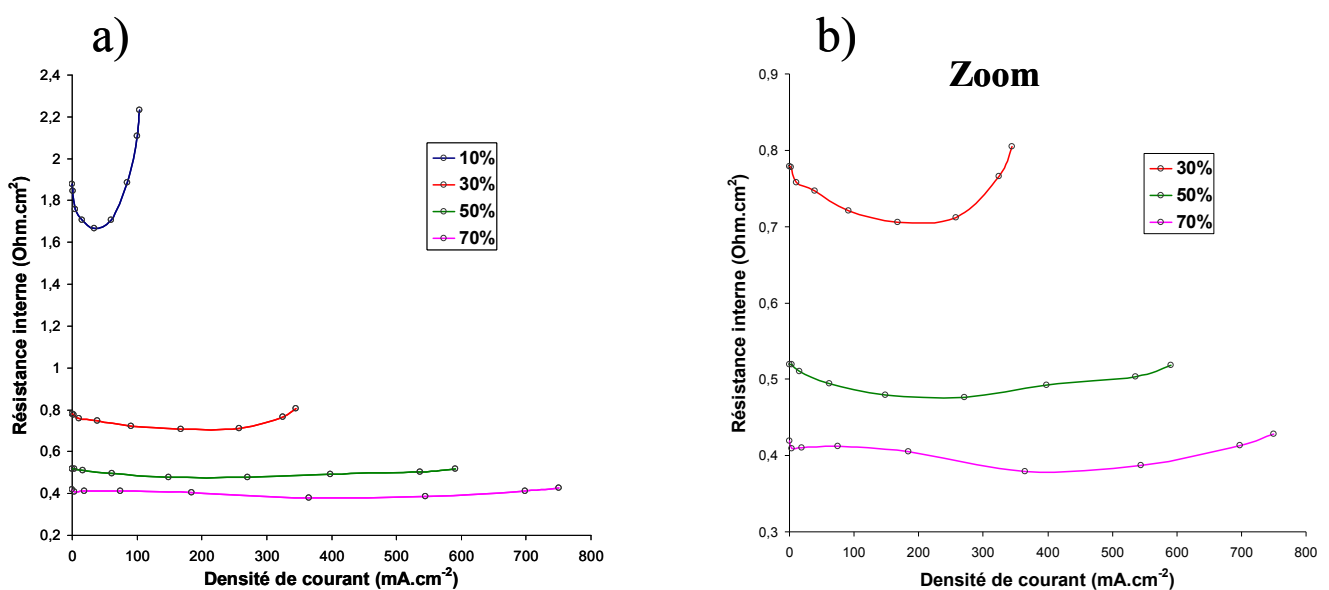 a)
Résistance interne (Ohm.cm²)
2,4
2,2
2
1,8
1,6
1,4
1,2
1
0,8
0,6
0,4
0,2
0 100 200 300 400 500 600 700 800
Densité de courant (mA.cm⁻²)
10%
30%
50%
70%
b)
Zoom
Résistance interne (Ohm.cm²)
0,9
0,8
0,7
0,6
0,5
0,4
0,3
0 100 200 300 400 500 600 700 800
Densité de courant (mA.cm⁻²)
30%
50%
70%